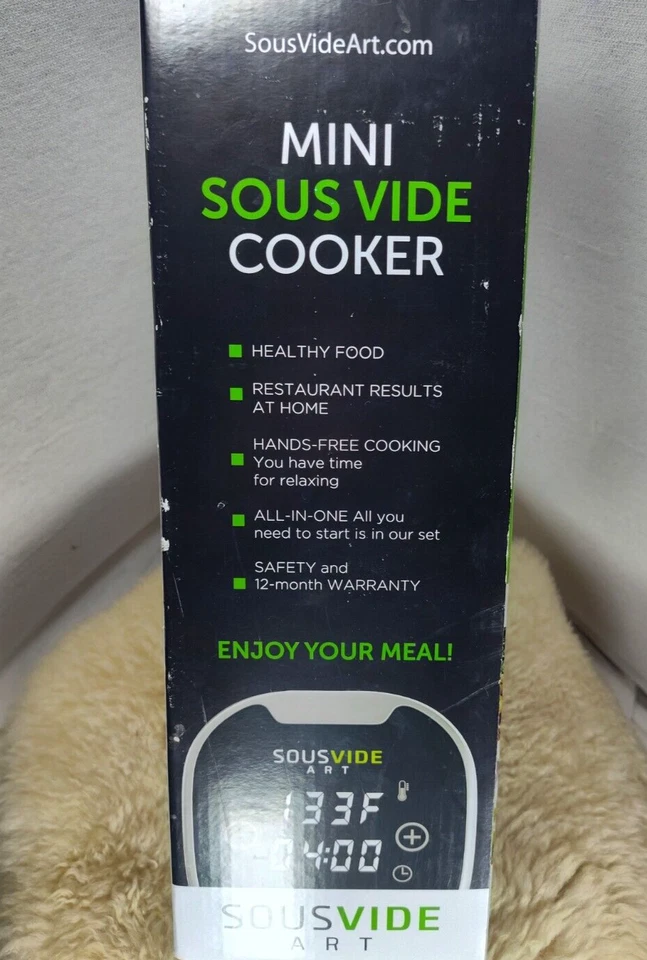 SousVideArt.com
MINI
SOUS VIDE
COOKER
HEALTHY FOOD
RESTAURANT RESULTS
AT HOME
HANDS-FREE COOKING
You have time
for relaxing
ALL-IN-ONE All you
need to start is in our set
SAFETY and
12-month WARRANTY
ENJOY YOUR MEAL!
SOUSVIDE
ART
133F
04:00
SOUSVIDE
ART